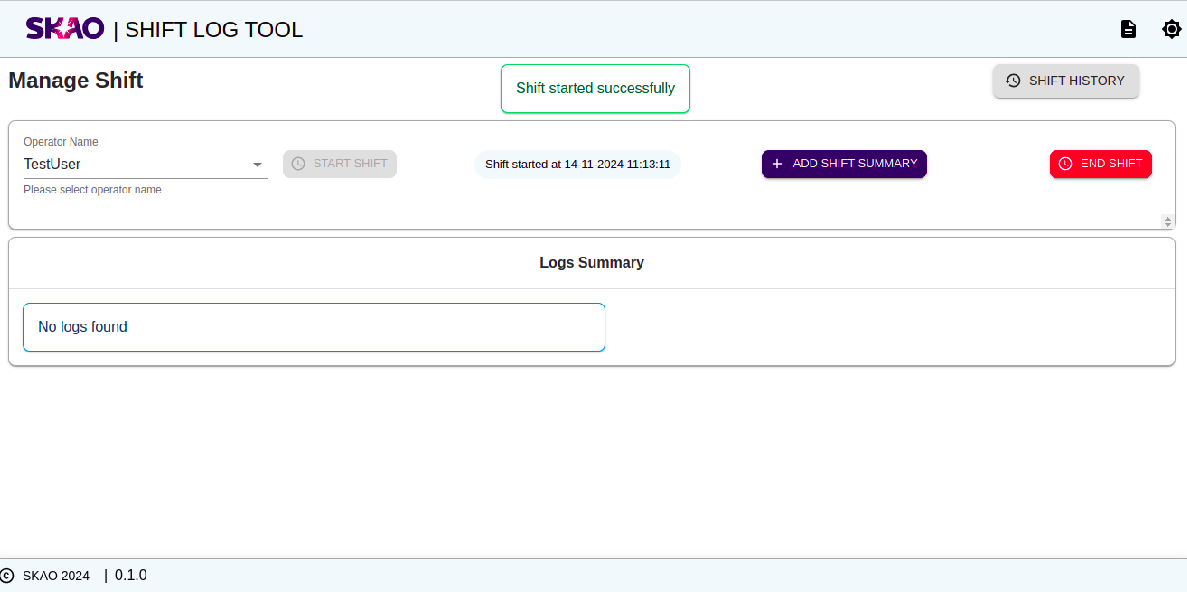 SKAO | SHIFT LOG TOOL
Manage Shift
Shift started successfully
SHIFT HISTORY
Operator Name
TestUser
START SHIFT
Shift started at 14-11-2024 11:13:11
+ ADD SHIFT SUMMARY
END SHIFT
Please select operator name
Logs Summary
No logs found
© SKAO 2024 | 0.1.0